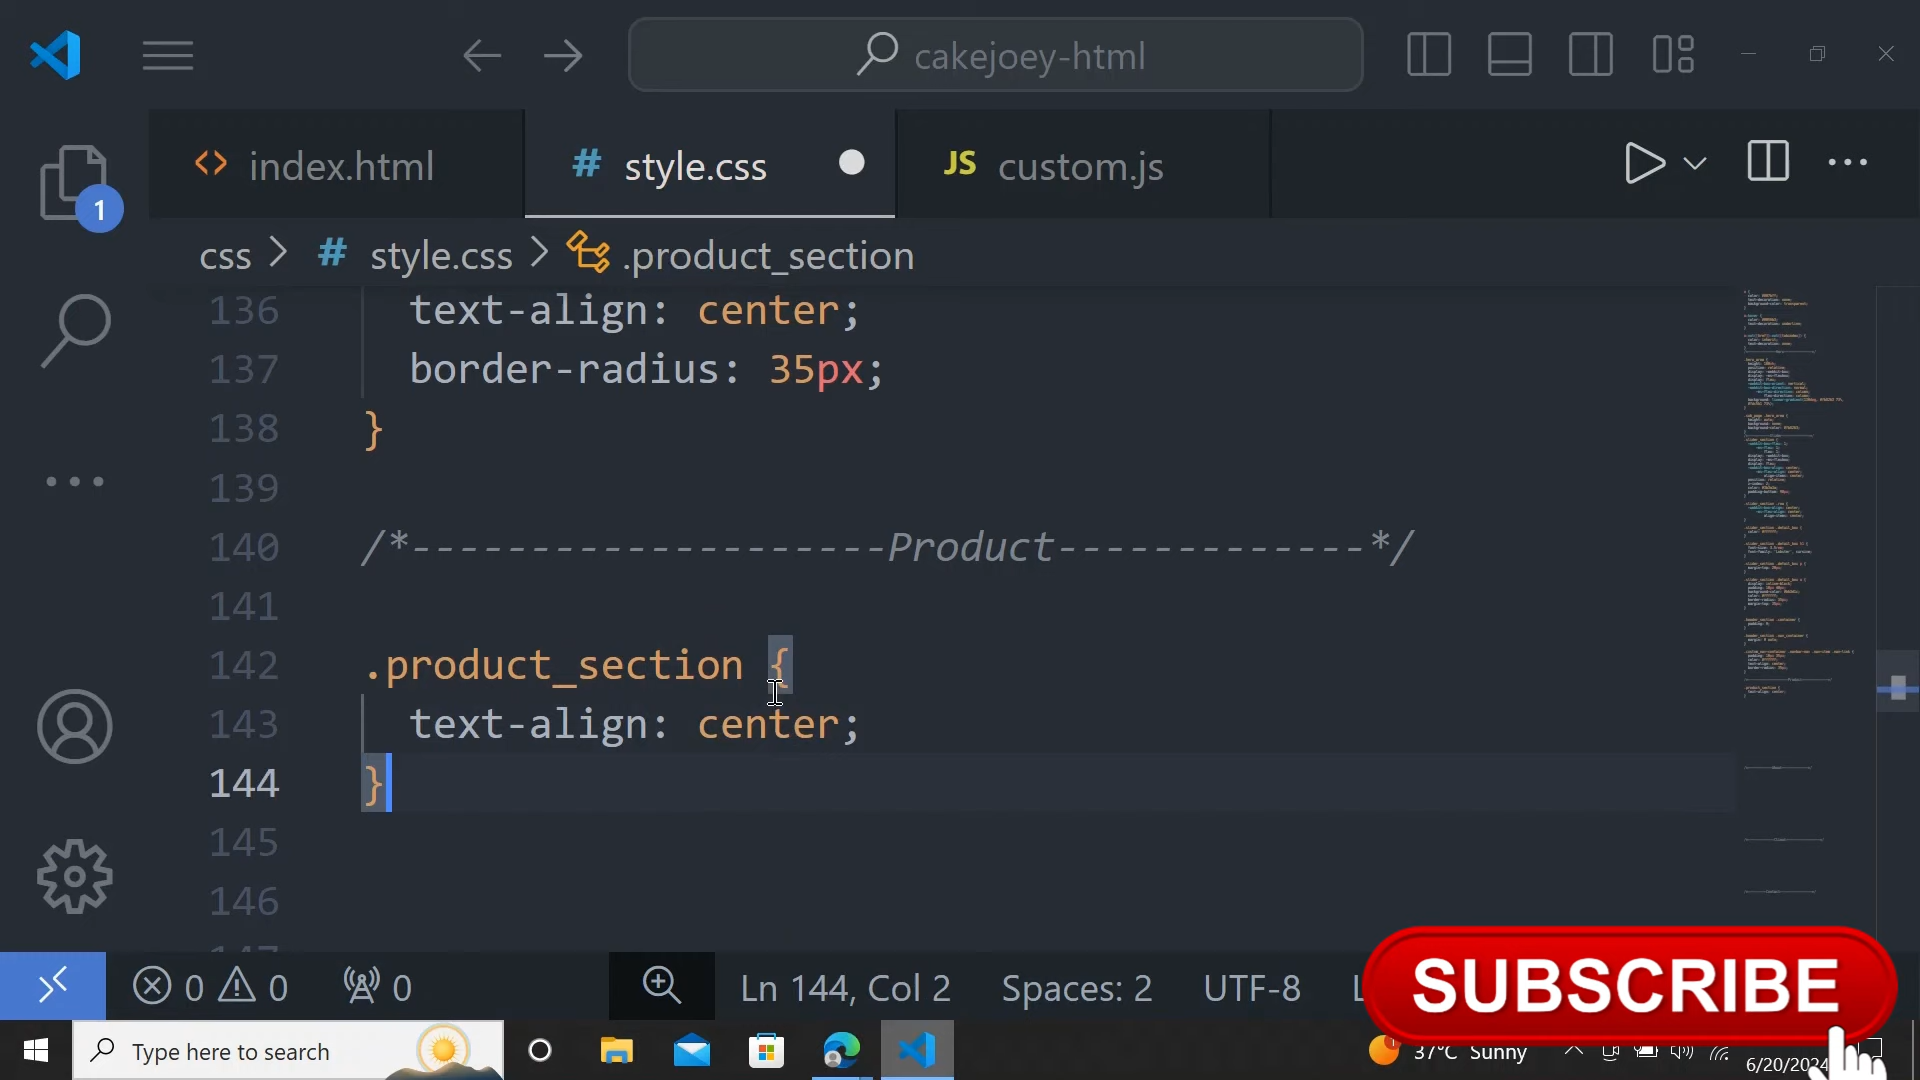 cakejoey-html
index.html
# style.css
JS custom.js
1
css > # style.css > .product_section
136 text-align: center;
137 border-radius: 35px;
138 }
139
140 /*--------------------Product-------------*/
141
142 .product_section {
143 text-align: center;
144 }
145
146
0 0 0
Ln 144, Col 2 Spaces: 2 UTF-8
SUBSCRIBE
Type here to search
37°C Sunny
6/20/2024